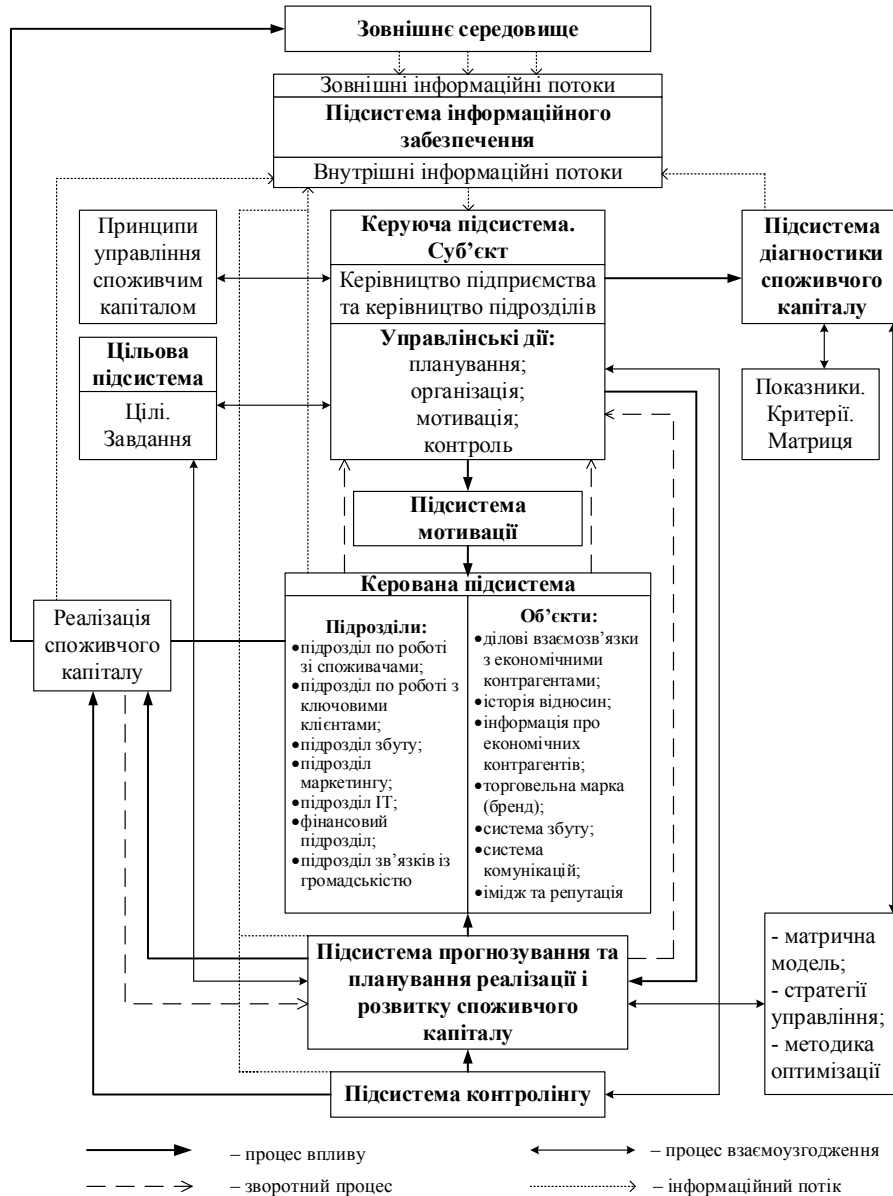 Зовнішнє середовище
Зовнішні інформаційні потоки
Підсистема інформаційного
забезпечення
Внутрішні інформаційні потоки
Принципи
управління
споживчим
капіталом
Керуюча підсистема.
Суб’єкт
Керівництво підприємства
та керівництво підрозділів
Управлінські дії:
планування;
організація;
мотивація;
контроль
Підсистема
діагностики
споживчого
капіталу
Цільова
підсистема
Цілі.
Завдання
Показники.
Критерії.
Матриця
Підсистема
мотивації
Керована підсистема
Реалізація
споживчого
капіталу
Підрозділи:
•підрозділ по роботі
зі споживачами;
•підрозділ по роботі з
ключовими
клієнтами;
•підрозділ збуту;
•підрозділ
маркетингу;
•підрозділ ІТ;
•фінансовий
підрозділ;
•підрозділ зв’язків із
громадськістю
Об’єкти:
•ділові взаємозв’язки
з економічними
контрагентами;
•історія відносин;
•інформація про
економічних
контрагентів;
•торговельна марка
(бренд);
•система збуту;
•система
комунікацій;
•імідж та репутація
Підсистема прогнозування та
планування реалізації і
розвитку споживчого
капіталу
- матрична
модель;
- стратегії
управління;
- методика
оптимізації
Підсистема контролінгу
– процес впливу
– процес взаємоузгодження
– зворотний процес
– інформаційний потік